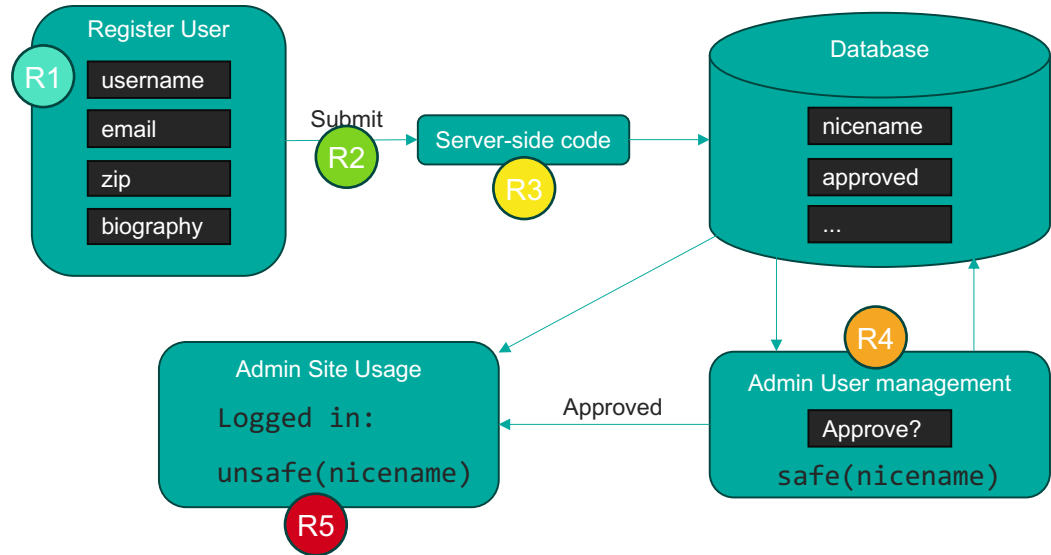 Register User
R1
username
email
zip
biography
Submit
R2
Server-side code
R3
Database
nicename
approved
...
R4
Admin User management
Approve?
safe(nicename)
Approved
Admin Site Usage
Logged in:
unsafe(nicename)
R5